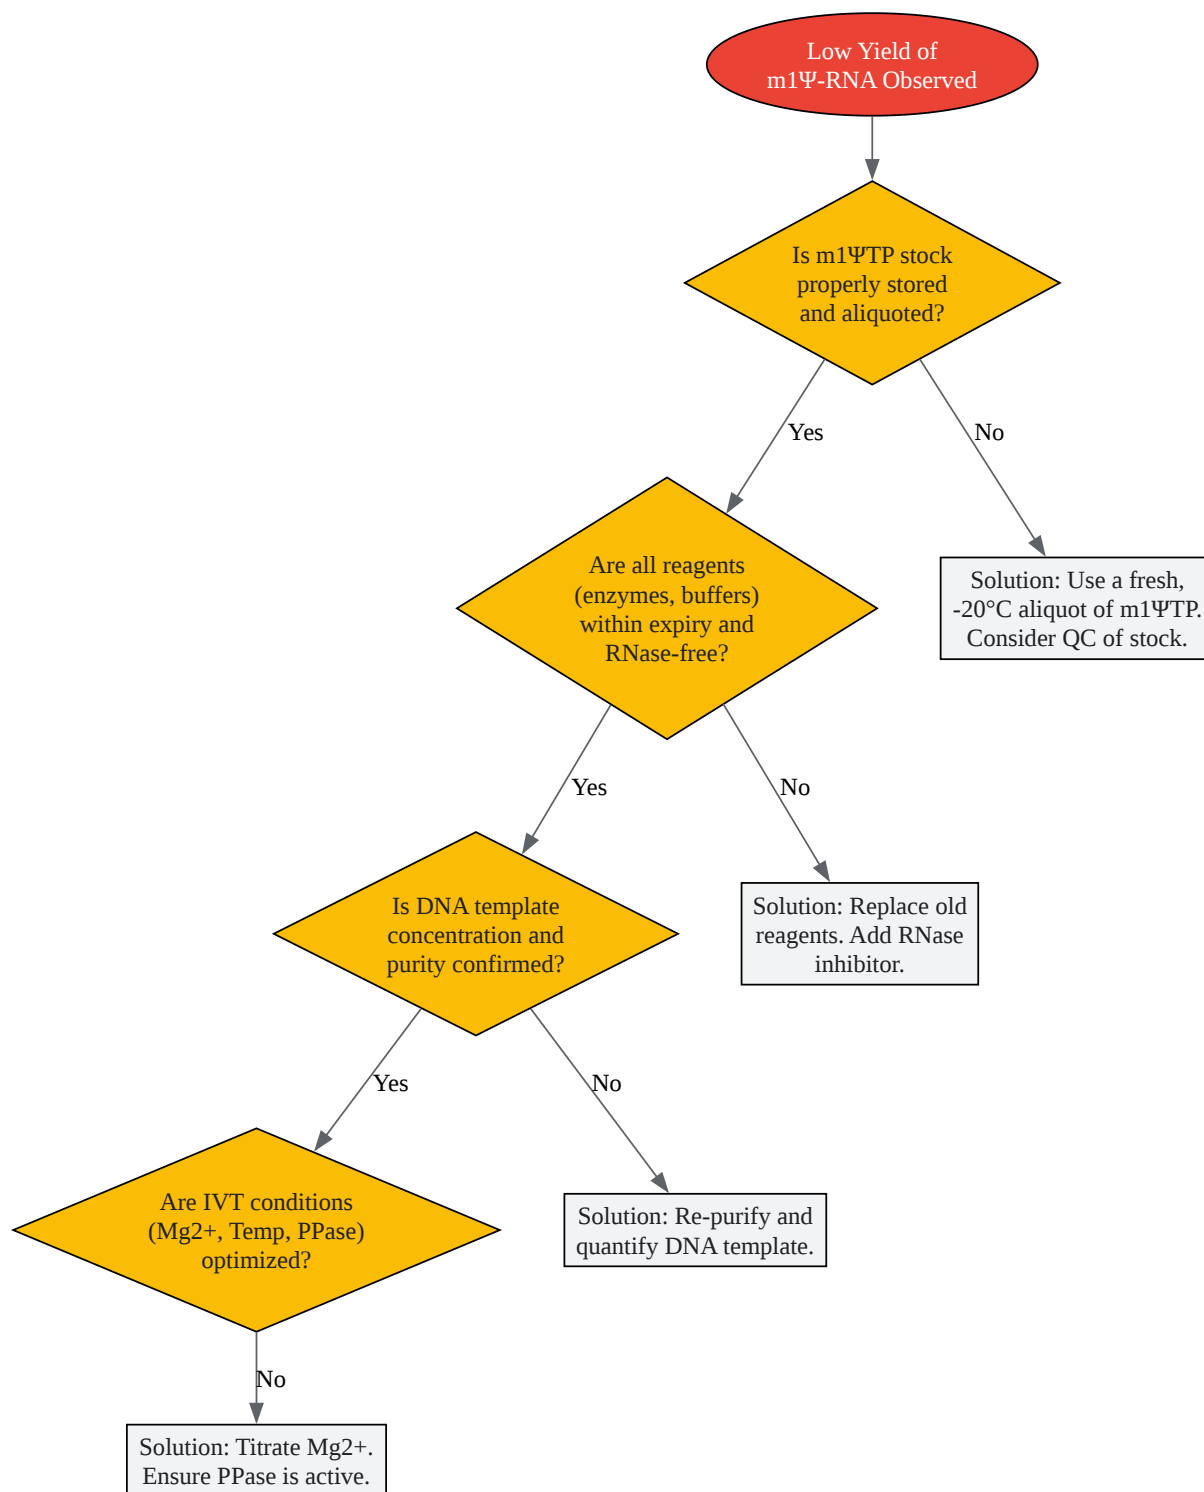 Low Yield of
m1Ψ-RNA Observed
Is m1ΨTP stock
properly stored
and aliquoted?
Yes
No
Are all reagents
(enzymes, buffers)
within expiry and
RNase-free?
Solution: Use a fresh,
-20°C aliquot of m1ΨTP.
Consider QC of stock.
Yes
No
Is DNA template
concentration and
purity confirmed?
Solution: Replace old
reagents. Add RNase
inhibitor.
Yes
No
Are IVT conditions
(Mg2+, Temp, PPase)
optimized?
Solution: Re-purify and
quantify DNA template.
No
Solution: Titrate Mg2+.
Ensure PPase is active.